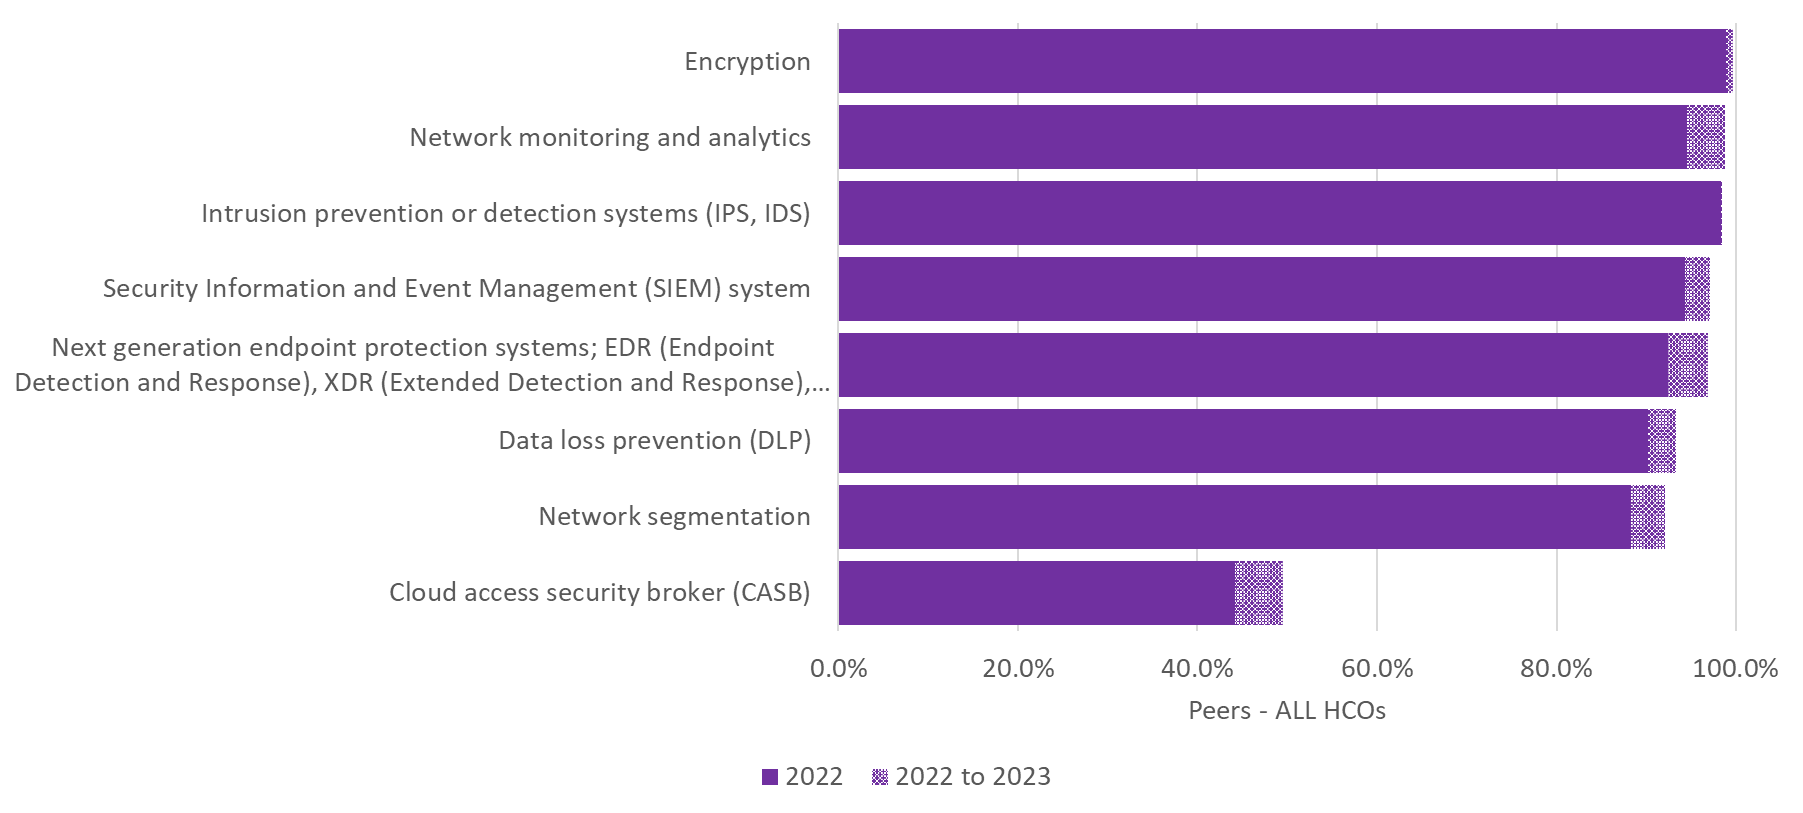 Encryption
Network monitoring and analytics
Intrusion prevention or detection systems (IPS, IDS)
Security Information and Event Management (SIEM) system
Next generation endpoint protection systems; EDR (Endpoint
Detection and Response), XDR (Extended Detection and Response),...
Data loss prevention (DLP)
Network segmentation
Cloud access security broker (CASB)
0.0% 20.0% 40.0% 60.0% 80.0% 100.0%
Peers - ALL HCOs
2022 2022 to 2023